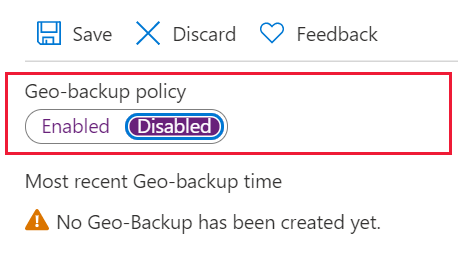 Save Discard Feedback
Geo-backup policy
Enabled Disabled
Most recent Geo-backup time
No Geo-Backup has been created yet.